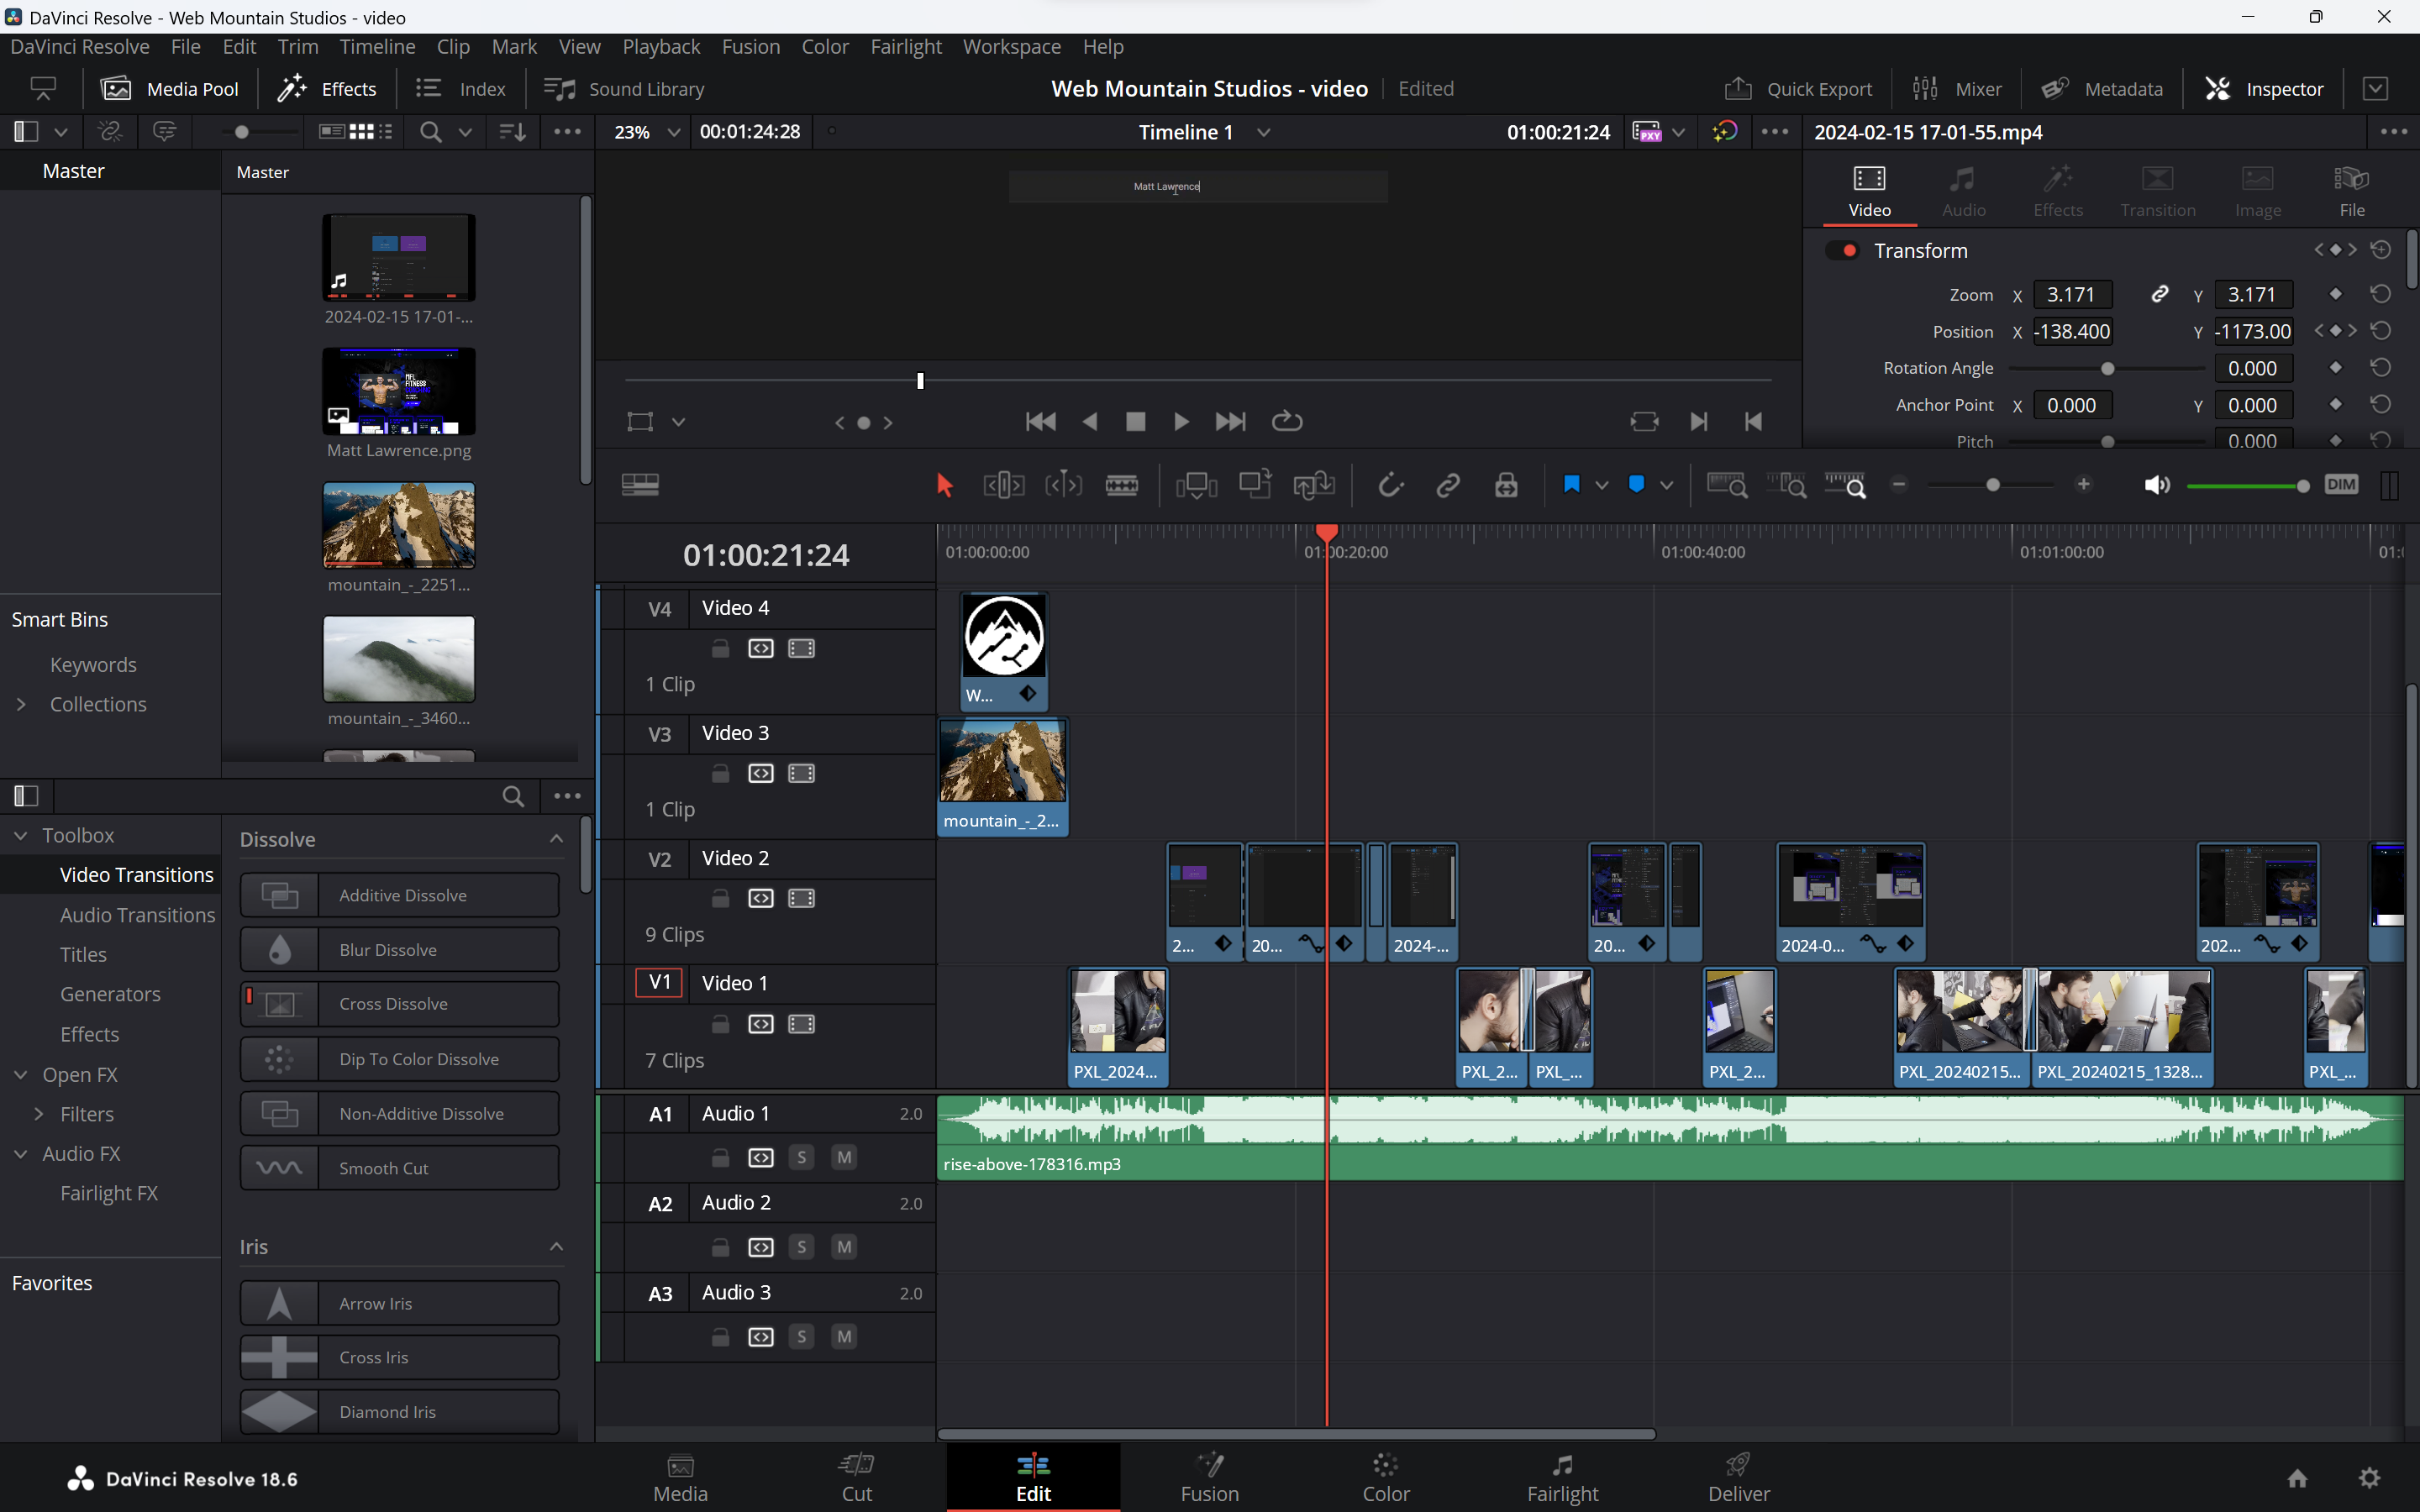 DaVinci Resolve - Web Mountain Studios - video
DaVinci Resolve File Edit Trim Timeline Clip Mark View Playback Fusion Color Fairlight Workspace Help
Media Pool Effects Index Sound Library Web Mountain Studios - video Edited Quick Export Mixer Metadata Inspector
23% 00:01:24:28 Timeline 1 01:00:21:24 PXY 2024-02-15 17-01-55.mp4
Master
Master
2024-02-15 17-01-...
MFL FITNESS
Matt Lawrence.png
mountain_-_2251...
mountain_-_3460...
Smart Bins
Keywords
Collections
Matt Lawrence
Video Audio Effects Transition Image File
Transform
Zoom X 3.171 Y 3.171
Position X -138.400 Y -1173.00
Rotation Angle 0.000
Anchor Point X 0.000 Y 0.000
Pitch 0.000
DIM
01:00:21:24
01:00:00:00 01:00:20:00 01:00:40:00 01:01:00:00 01:0
V4 Video 4
1 Clip
W...
V3 Video 3
1 Clip
mountain_-_2...
V2 Video 2
9 Clips
2... 20... 2024-... 20... 2024-0... 202...
V1 Video 1
7 Clips
PXL_2024... PXL_2... PXL_... PXL_2... PXL_20240215... PXL_20240215_1328... PXL_...
A1 Audio 1 2.0
S M
rise-above-178316.mp3
A2 Audio 2 2.0
S M
A3 Audio 3 2.0
S M
Toolbox
Video Transitions
Audio Transitions
Titles
Generators
Effects
Open FX
Filters
Audio FX
Fairlight FX
Favorites
Dissolve
Additive Dissolve
Blur Dissolve
Cross Dissolve
Dip To Color Dissolve
Non-Additive Dissolve
Smooth Cut
Iris
Arrow Iris
Cross Iris
Diamond Iris
DaVinci Resolve 18.6
Media Cut Edit Fusion Color Fairlight Deliver